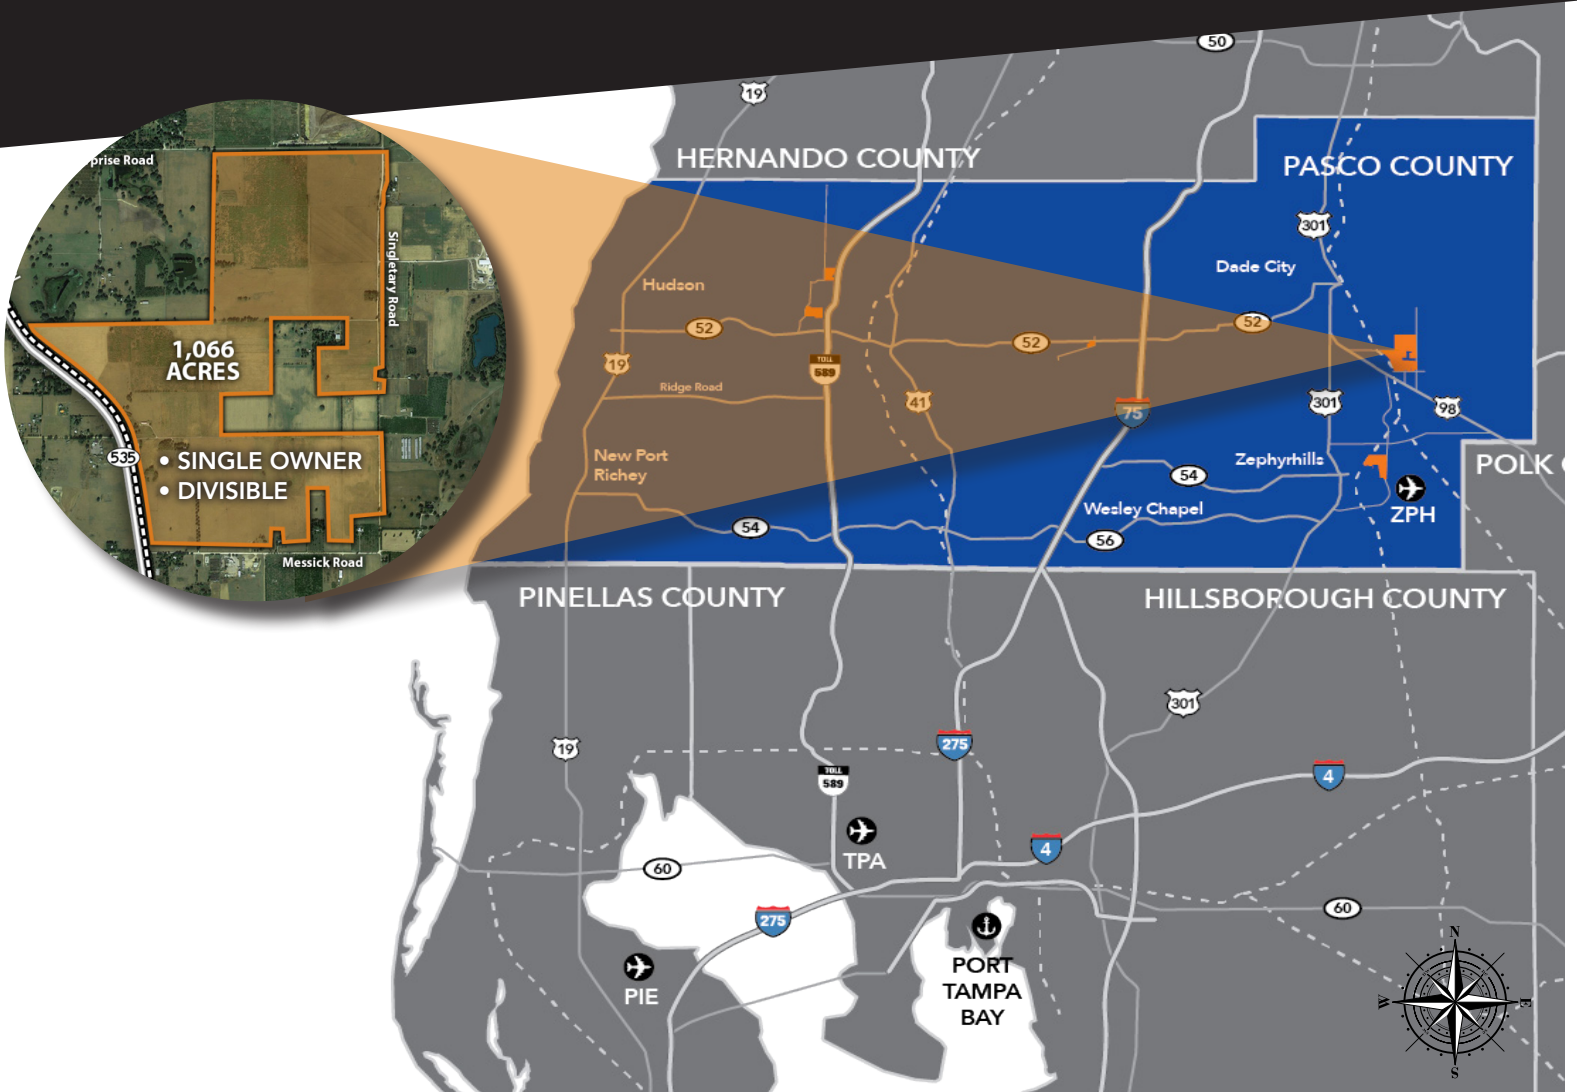 50
19
HERNANDO COUNTY
PASCO COUNTY
prise Road
Singletary Road
301
Dade City
Hudson
52
52
52
19
TOLL
589
Ridge Road
41
75
301
98
1,066
ACRES
535
• SINGLE OWNER
• DIVISIBLE
Messick Road
New Port
Richey
Zephyrhills
54
POLK
ZPH
54
Wesley Chapel
56
PINELLAS COUNTY
HILLSBOROUGH COUNTY
301
19
275
TOLL
589
4
TPA
4
60
275
60
PORT
TAMPA
BAY
PIE
N
W
E
S